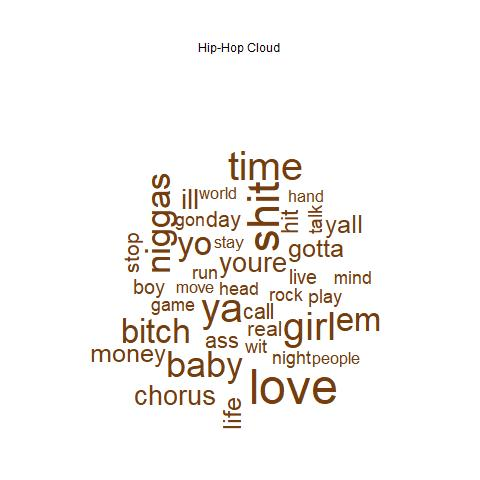 Hip-Hop Cloud
time
niggas
ill
world
shit
hand
gon
day
hit
talk
yall
stop
yo
stay
gotta
youre
run
live
mind
boy
move
head
rock
play
game
ya
call
girl
em
bitch
real
ass
wit
money
baby
night
people
love
chorus
life